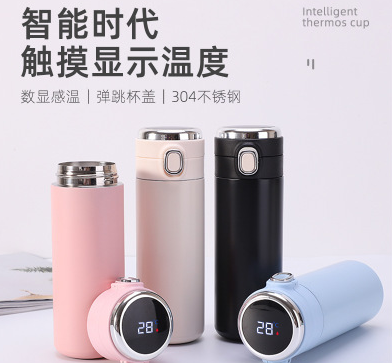 智能时代
触摸显示温度
数显感温 | 弹跳杯盖 | 304不锈钢
Intelligent
thermos cup
28
28